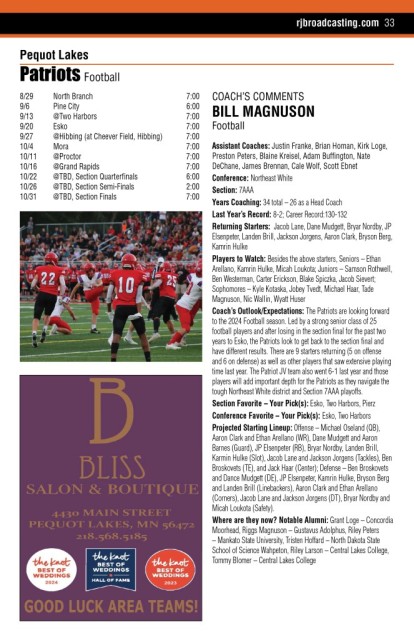 rjbroadcasting.com 33
Pequot Lakes
Patriots Football
8/29 North Branch 7:00
9/6 Pine City 6:00
9/13 @Two Harbors 7:00
9/20 Esko 7:00
9/27 @Hibbing (at Cheever Field, Hibbing) 7:00
10/4 Mora 7:00
10/11 @Proctor 7:00
10/16 @Grand Rapids 7:00
10/22 @TBD, Section Quarterfinals 6:00
10/26 @TBD, Section Semi-Finals 2:00
10/31 @TBD, Section Finals 7:00
22
10
25
BLISS
SALON & BOUTIQUE
4430 MAIN STREET
PEQUOT LAKES, MN 56472
218.568.5185
the knot
BEST OF
WEDDINGS
2024
the knot
BEST OF
WEDDINGS
HALL OF FAME
the knot
BEST OF
WEDDINGS
2023
GOOD LUCK AREA TEAMS!
COACH'S COMMENTS
BILL MAGNUSON
Football
Assistant Coaches: Justin Franke, Brian Homan, Kirk Loge,
Preston Peters, Blaine Kreisel, Adam Buffington, Nate
DeChane, James Brennan, Cale Wolf, Scott Ebnet
Conference: Northeast White
Section: 7AAA
Years Coaching: 34 total – 26 as a Head Coach
Last Year's Record: 8-2; Career Record:130-132
Returning Starters: Jacob Lane, Dane Mudgett, Bryar Nordby, JP
Elsenpeter, Landen Brill, Jackson Jorgens, Aaron Clark, Bryson Berg,
Kamrin Hulke
Players to Watch: Besides the above starters, Seniors – Ethan
Arellano, Kamrin Hulke, Micah Loukota; Juniors – Samson Rothwell,
Ben Westerman, Carter Erickson, Blake Spiczka, Jacob Sievert;
Sophomores – Kyle Kotaska, Jobey Tvedt, Michael Haar, Tade
Magnuson, Nic Wallin, Wyatt Huser
Coach's Outlook/Expectations: The Patriots are looking forward
to the 2024 Football season. Led by a strong senior class of 25
football players and after losing in the section final for the past two
years to Esko, the Patriots look to get back to the section final and
have different results. There are 9 starters returning (5 on offense
and 6 on defense) as well as other players that saw extensive playing
time last year. The Patriot JV team also went 6-1 last year and those
players will add important depth for the Patriots as they navigate the
tough Northeast White district and Section 7AAA playoffs.
Section Favorite – Your Pick(s): Esko, Two Harbors, Pierz
Conference Favorite – Your Pick(s): Esko, Two Harbors
Projected Starting Lineup: Offense – Michael Oseland (QB),
Aaron Clark and Ethan Arellano (WR), Dane Mudgett and Aaron
Barnes (Guard), JP Elsenpeter (RB), Bryar Nordby, Landen Brill,
Karmin Hulke (Slot), Jacob Lane and Jackson Jorgens (Tackles), Ben
Broskovets (TE), and Jack Haar (Center); Defense – Ben Broskovets
and Dance Mudgett (DE), JP Elsenpeter, Kamrin Hulke, Bryson Berg
and Landen Brill (Linebackers), Aaron Clark and Ethan Arellano
(Corners), Jacob Lane and Jackson Jorgens (DT), Bryar Nordby and
Micah Loukota (Safety).
Where are they now? Notable Alumni: Grant Loge – Concordia
Moorhead, Riggs Magnuson – Gustavus Adolphus, Riley Peters
– Mankato State University, Tristen Hoffard – North Dakota State
School of Science Wahpeton, Riley Larson – Central Lakes College,
Tommy Blomer – Central Lakes College